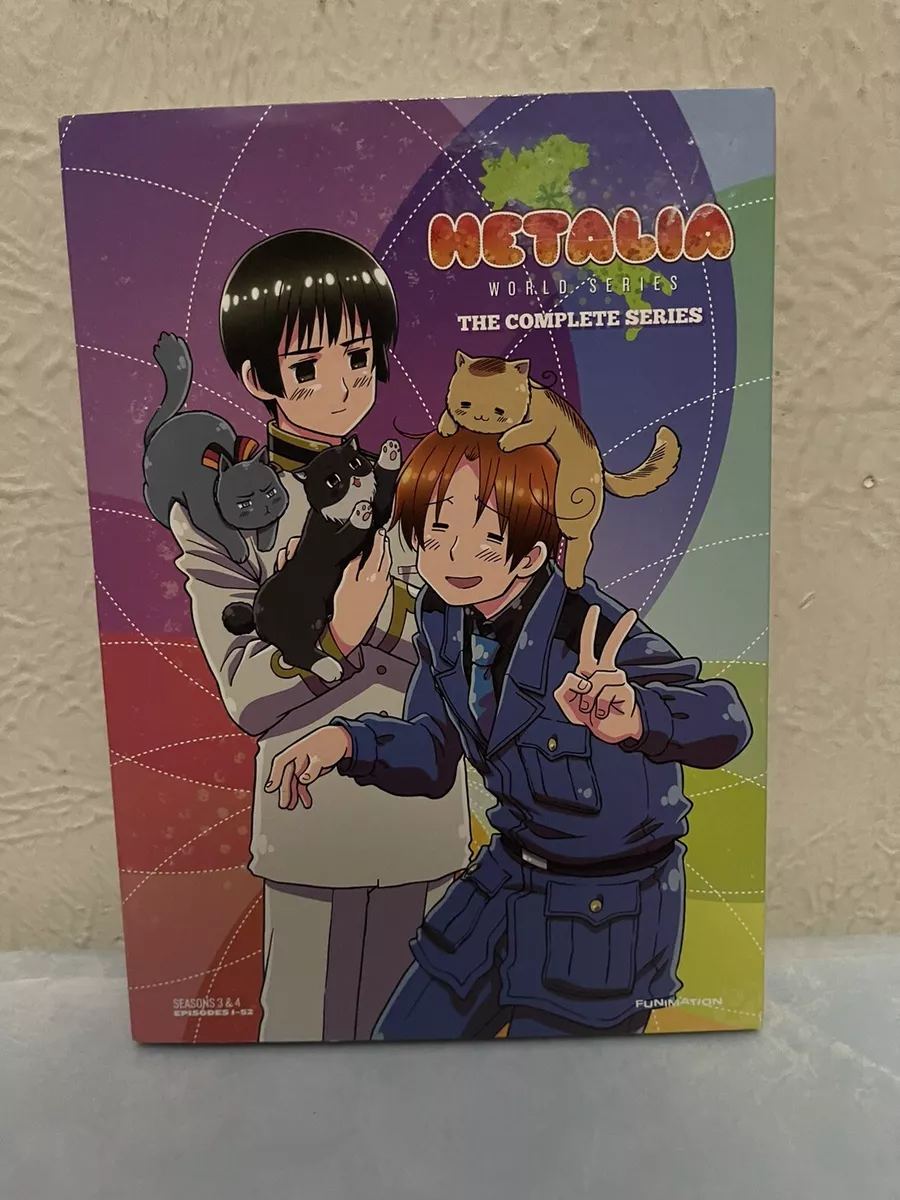 HETALIA
WORLD SERIES
THE COMPLETE SERIES
SEASONS 3 & 4
EPISODES 1-52
FUNIMATION